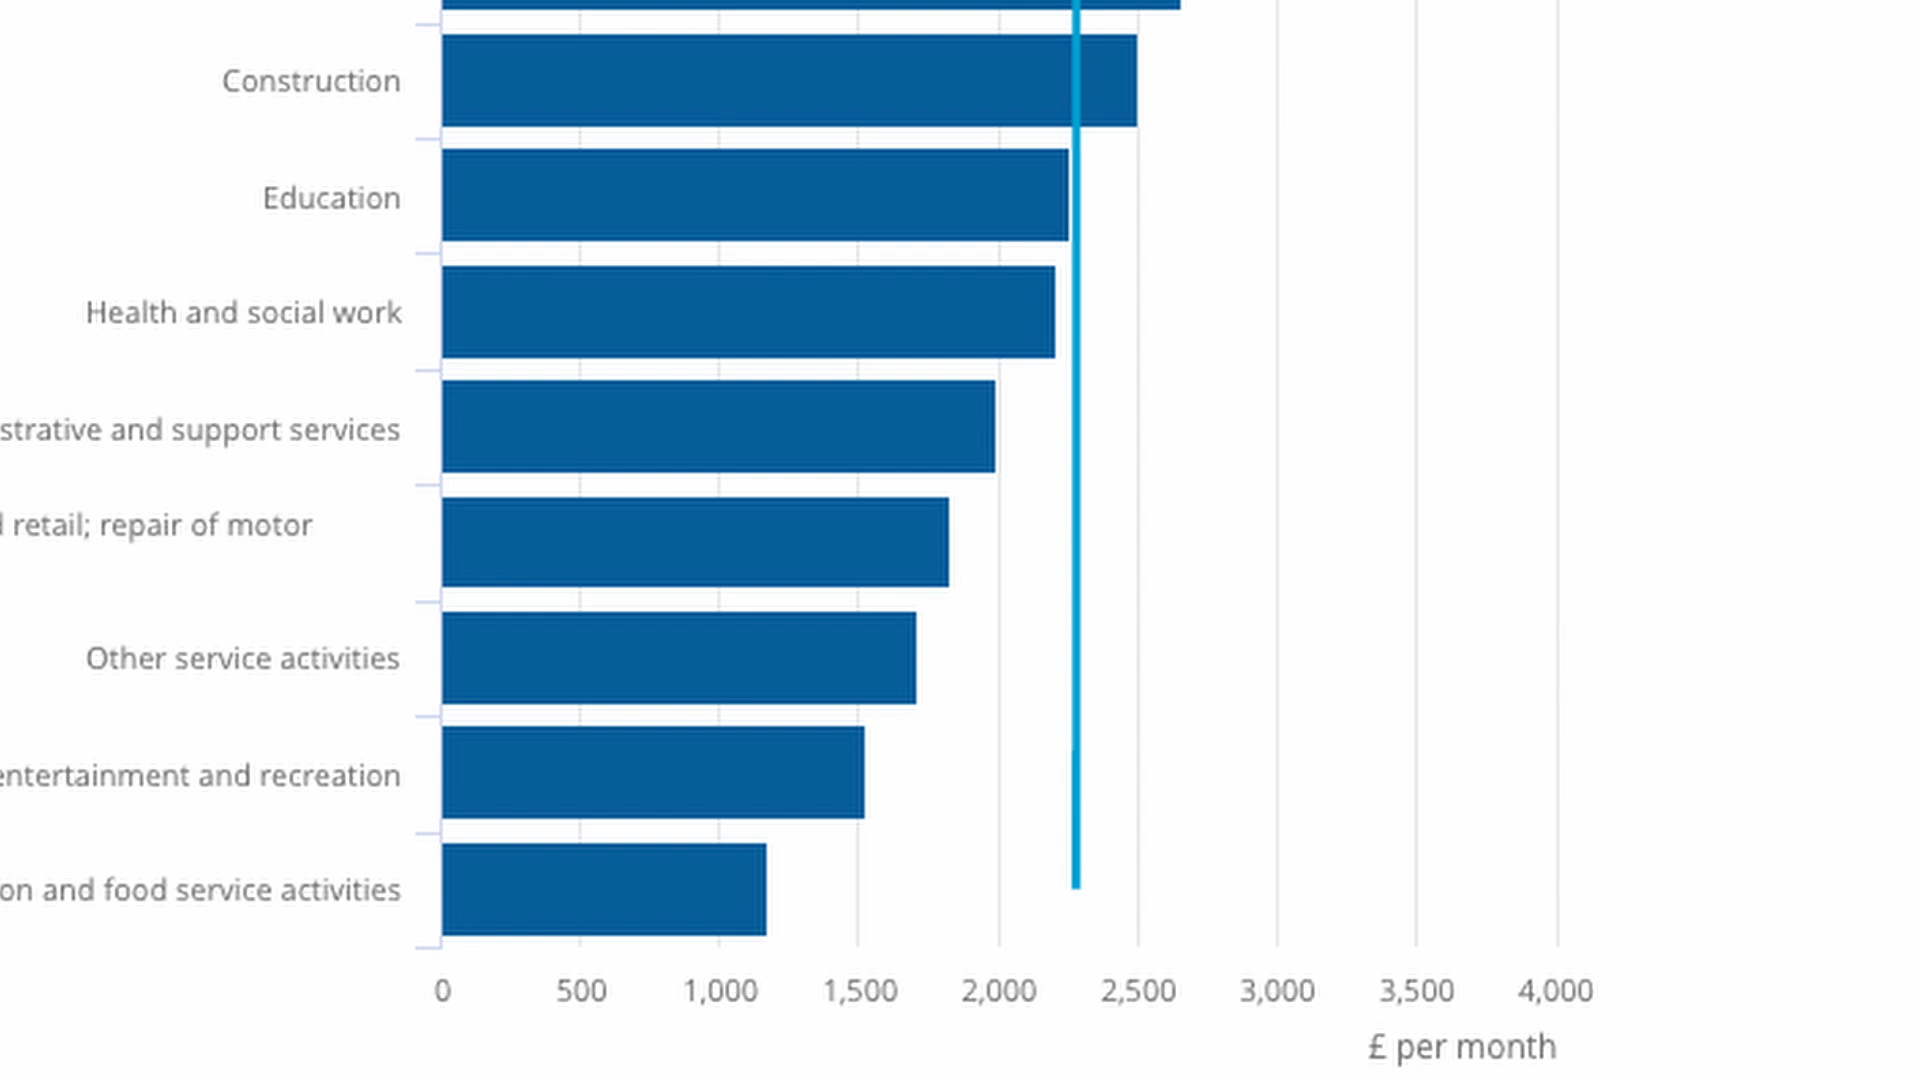 Construction
Education
Health and social work
strative and support services
retail; repair of motor
Other service activities
entertainment and recreation
on and food service activities
0 500 1,000 1,500 2,000 2,500 3,000 3,500 4,000
£ per month